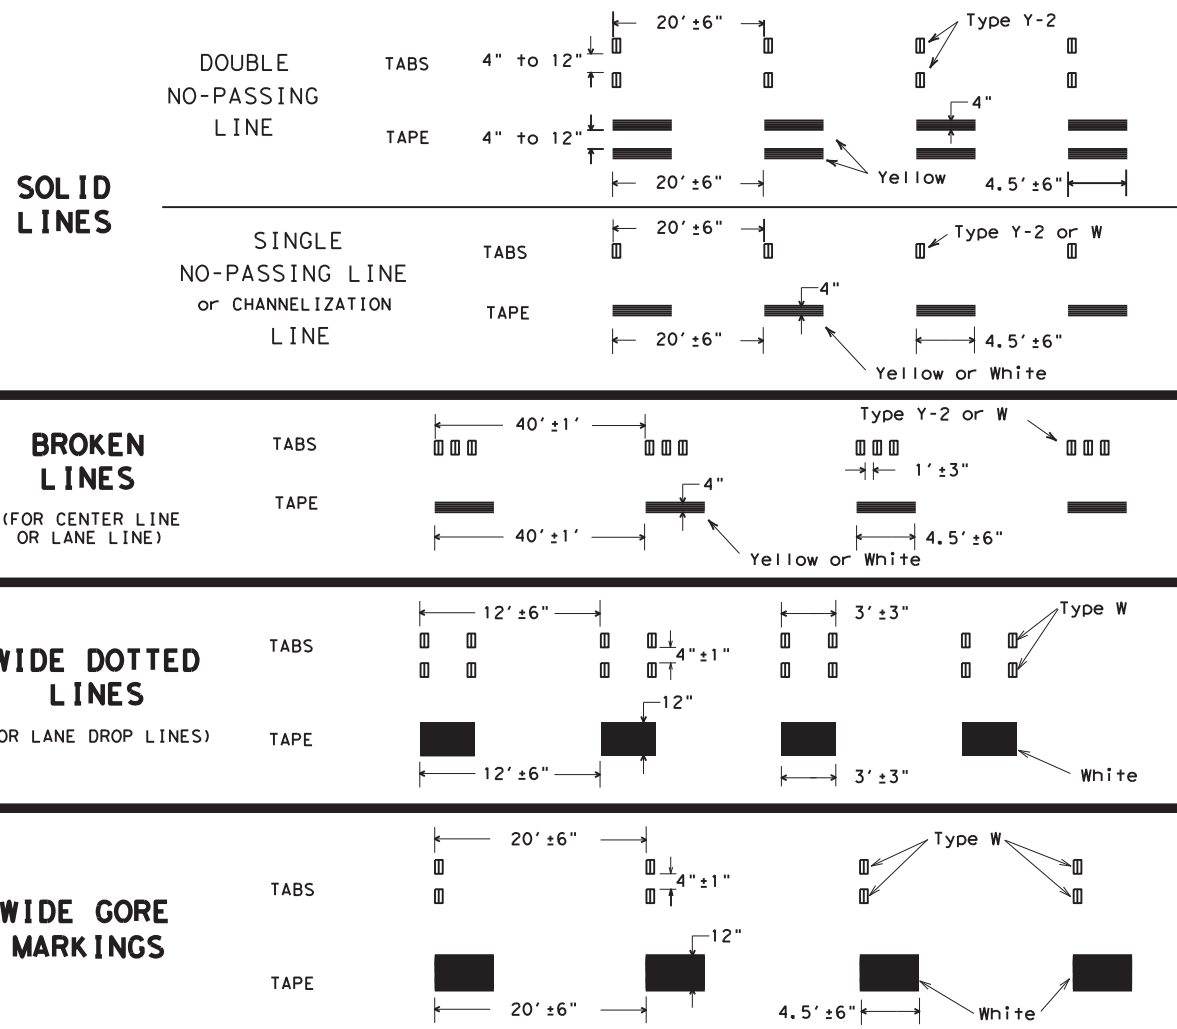 SOLID
LINES
DOUBLE
NO-PASSING
LINE
TABS
4" to 12"
20'±6"
Type Y-2
TAPE
4" to 12"
4"
Yellow
20'±6"
4.5'±6"
SINGLE
NO-PASSING LINE
or CHANNELIZATION
LINE
TABS
20'±6"
Type Y-2 or W
TAPE
4"
20'±6"
4.5'±6"
Yellow or White
BROKEN
LINES
(FOR CENTER LINE
OR LANE LINE)
TABS
40'±1'
Type Y-2 or W
1'±3"
TAPE
4"
40'±1'
4.5'±6"
Yellow or White
WIDE DOTTED
LINES
OR LANE DROP LINES)
TABS
12'±6"
3'±3"
Type W
4"±1"
TAPE
12"
12'±6"
3'±3"
White
WIDE GORE
MARKINGS
TABS
20'±6"
Type W
4"±1"
TAPE
12"
20'±6"
4.5'±6"
White